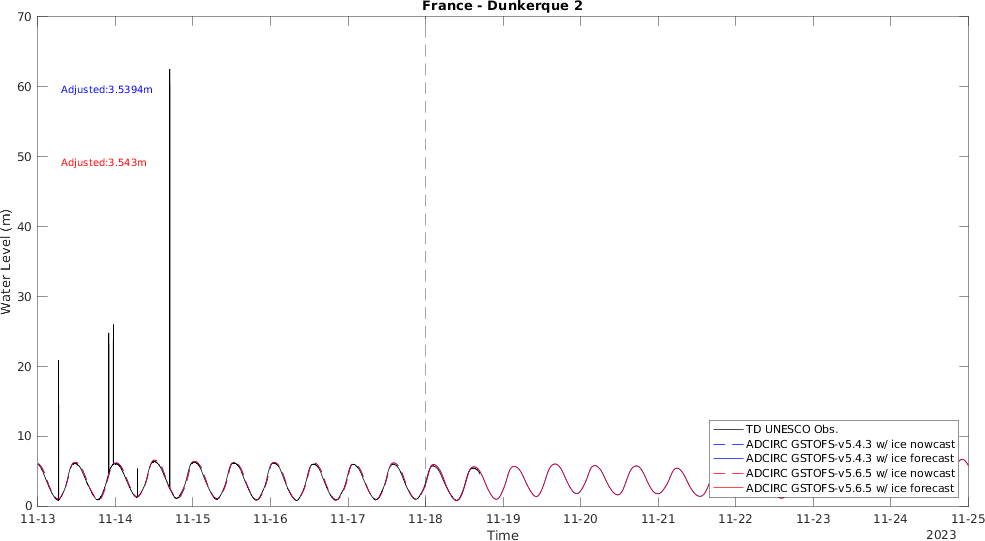 France - Dunkerque 2
70
60
50
40
30
20
10
0
Water Level (m)
Adjusted:3.5394m
Adjusted:3.543m
TD UNESCO Obs.
ADCIRC GSTOFS-v5.4.3 w/ ice nowcast
ADCIRC GSTOFS-v5.4.3 w/ ice forecast
ADCIRC GSTOFS-v5.6.5 w/ ice nowcast
ADCIRC GSTOFS-v5.6.5 w/ ice forecast
11-13 11-14 11-15 11-16 11-17 11-18 11-19 11-20 11-21 11-22 11-23 11-24 11-25
Time
2023